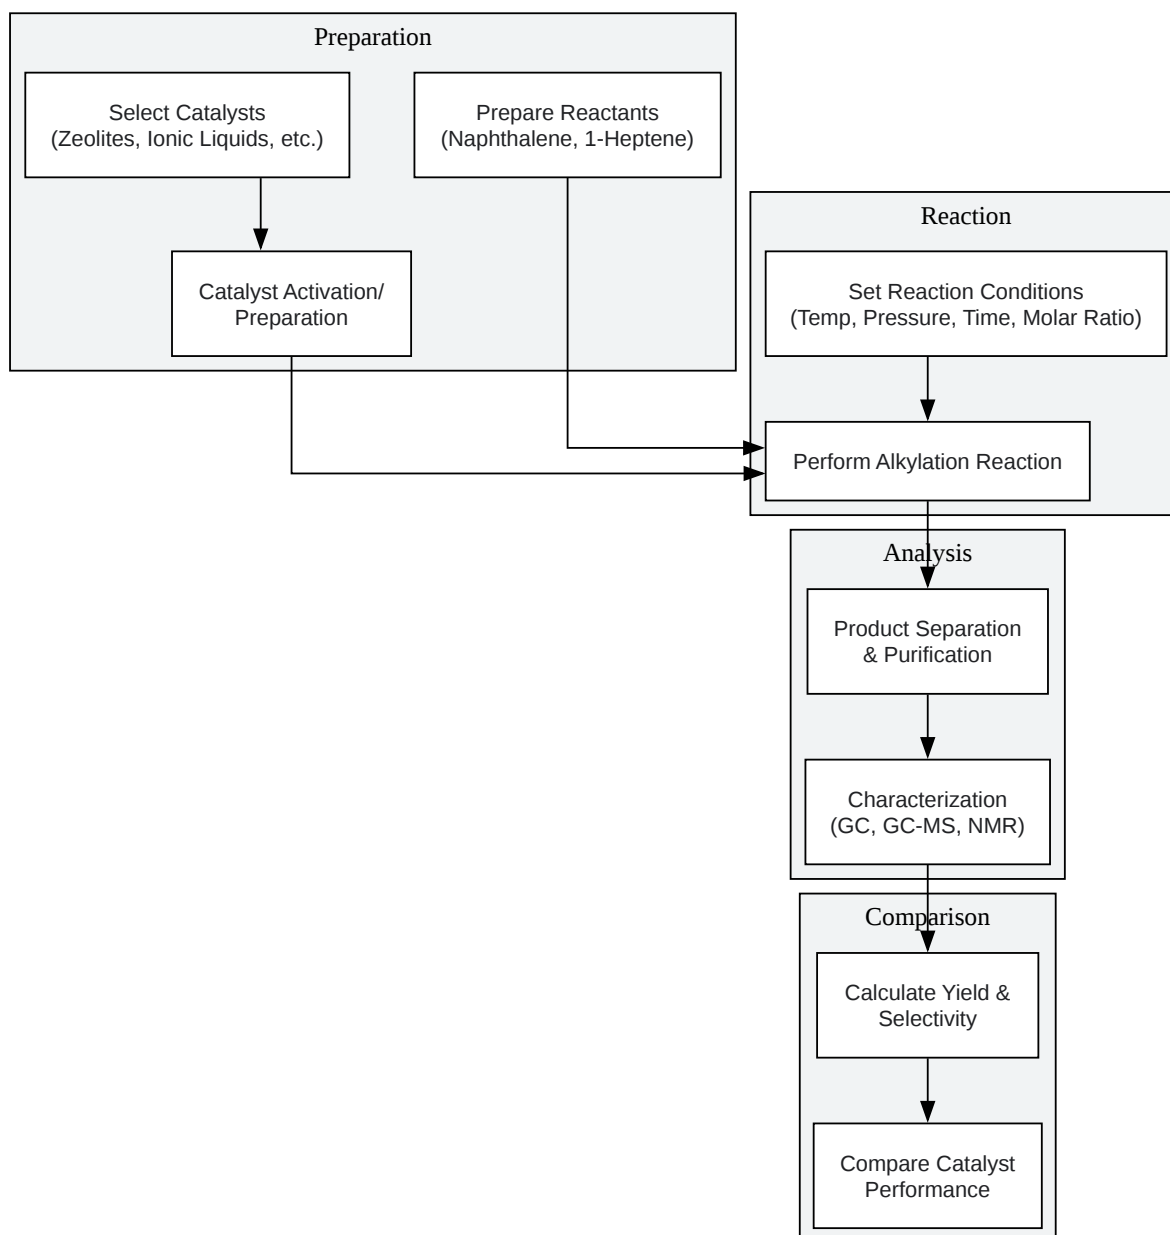 Preparation
Select Catalysts
(Zeolites, Ionic Liquids, etc.)
Prepare Reactants
(Naphthalene, 1-Heptene)
Catalyst Activation/
Preparation
Reaction
Set Reaction Conditions
(Temp, Pressure, Time, Molar Ratio)
Perform Alkylation Reaction
Analysis
Product Separation
& Purification
Characterization
(GC, GC-MS, NMR)
Comparison
Calculate Yield &
Selectivity
Compare Catalyst
Performance